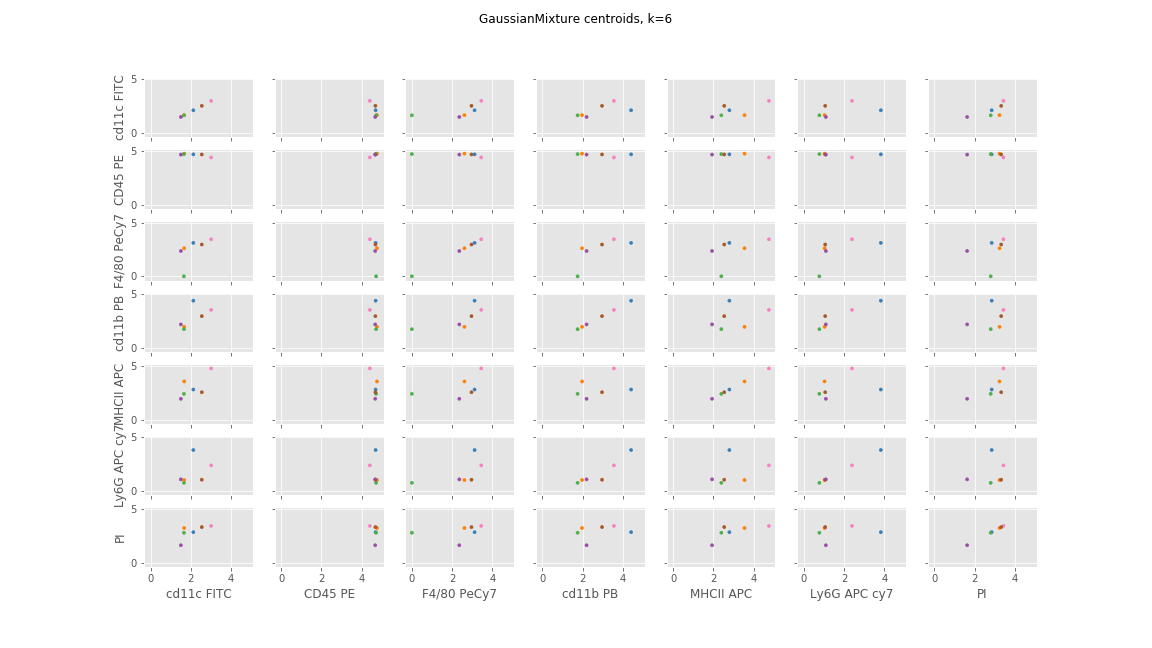 GaussianMixture centroids, k=6
cd11c FITC
5
0
CD45 PE
5
0
F4/80 PeCy7
5
0
cd11b PB
5
0
MHCII APC
5
0
Ly6G APC cy7
5
0
PI
5
0
0 2 4 0 2 4 0 2 4 0 2 4 0 2 4 0 2 4 0 2 4
cd11c FITC CD45 PE F4/80 PeCy7 cd11b PB MHCII APC Ly6G APC cy7 PI